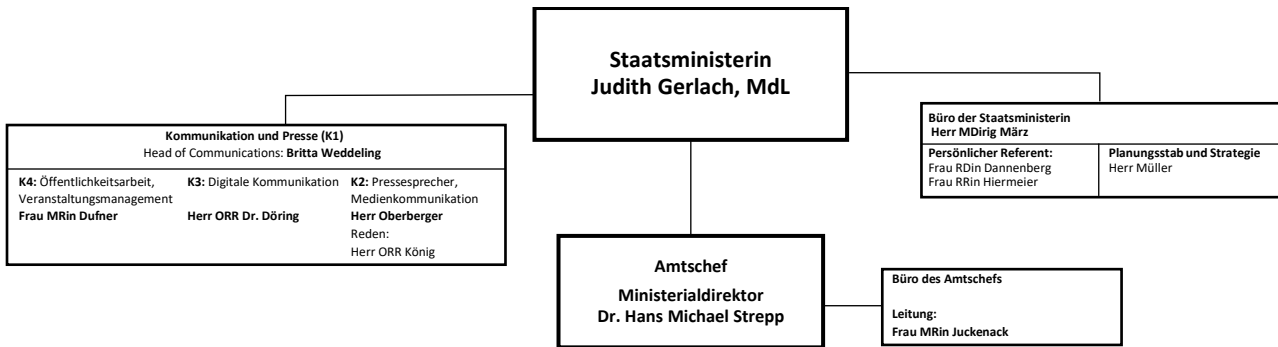 Staatsministerin
Judith Gerlach, MdL
Kommunikation und Presse (K1)
Head of Communications: Britta Weddeling
K4: Öffentlichkeitsarbeit,
Veranstaltungsmanagement
Frau MRin Dufner
K3: Digitale Kommunikation
Herr ORR Dr. Döring
K2: Pressesprecher,
Medienkommunikation
Herr Oberberger
Reden:
Herr ORR König
Büro der Staatsministerin
Herr MDirig März
Persönlicher Referent:
Frau RDin Dannenberg
Frau RRin Hiermeier
Planungsstab und Strategie
Herr Müller
Amtschef
Ministerialdirektor
Dr. Hans Michael Strepp
Büro des Amtschefs
Leitung:
Frau MRin Juckenack